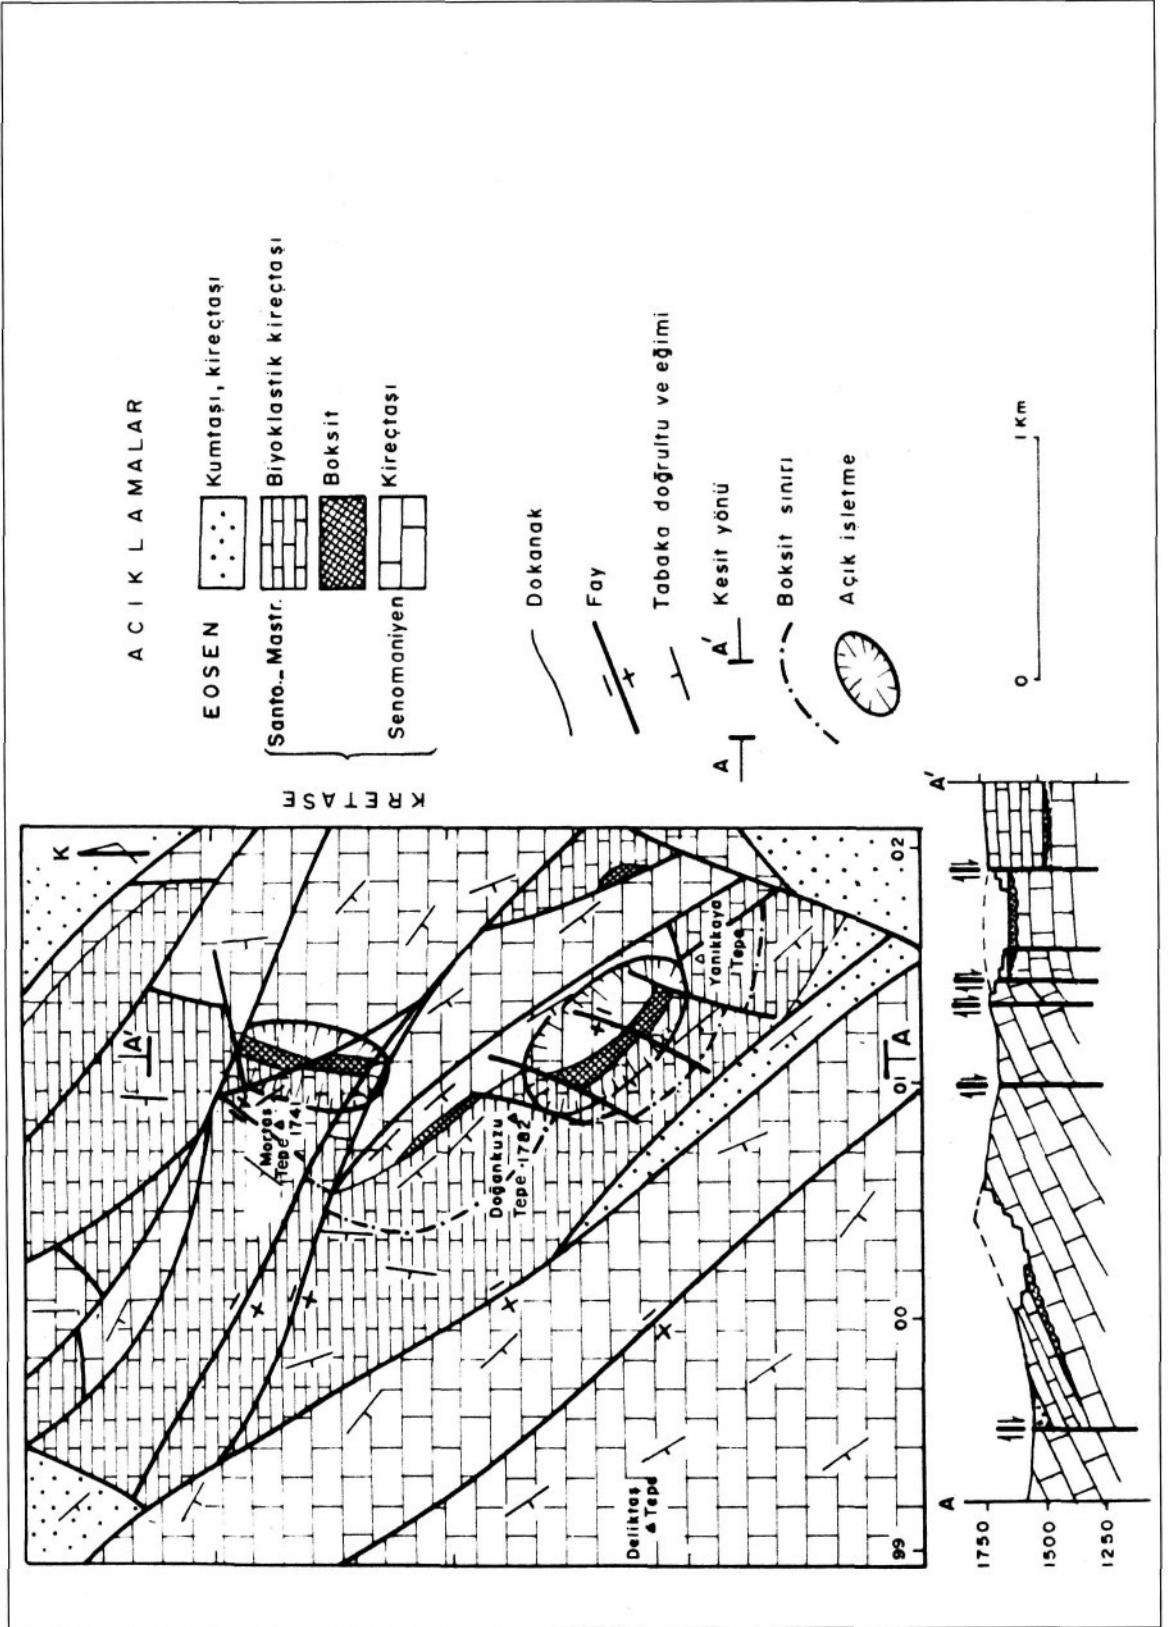 ACIKLAMALAR
EOSEN
Kumtaşı, kireçtaşı
KRETASE
Santo._Mastr.
Biyoklastik kireçtaşı
Boksit
Senomaniyen
Kireçtaşı
Dokanak
Fay
Tabaka doğrultu ve eğimi
A A' Kesit yönü
Boksit sınırı
Açık işletme
0 1 Km
K
A'
Mortaş
Tepe
1741
Doğankuzu
Tepe 1782
Yanıkkaya
Tepe
Deliktaş
Tepe
A
99 00 01 02
A A'
1750
1500
1250